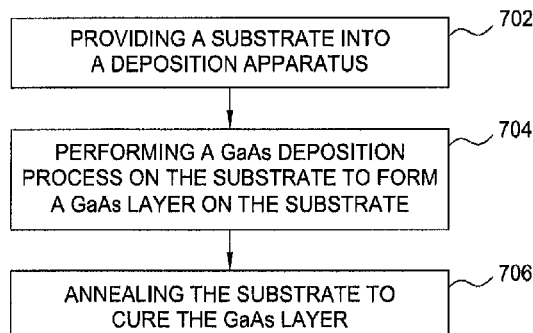 702
PROVIDING A SUBSTRATE INTO
A DEPOSITION APPARATUS
704
PERFORMING A GaAs DEPOSITION
PROCESS ON THE SUBSTRATE TO FORM
A GaAs LAYER ON THE SUBSTRATE
706
ANNEALING THE SUBSTRATE TO
CURE THE GaAs LAYER